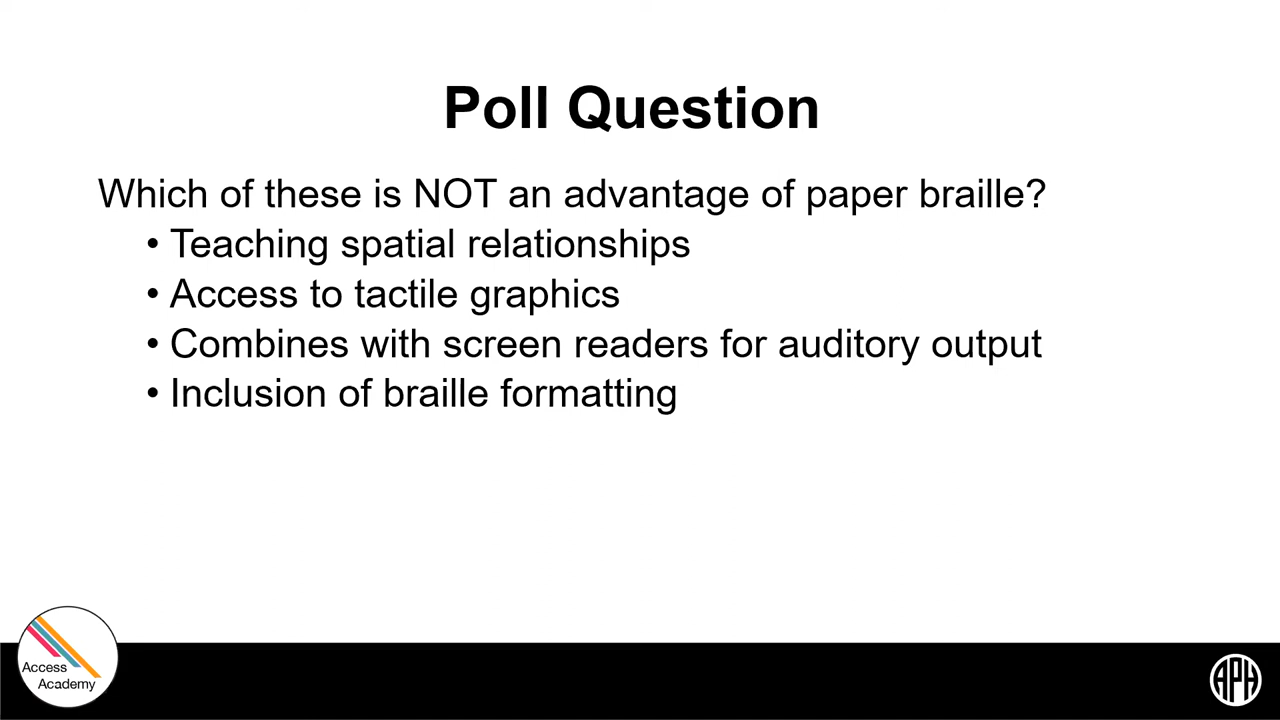 Poll Question
Which of these is NOT an advantage of paper braille?
• Teaching spatial relationships
• Access to tactile graphics
• Combines with screen readers for auditory output
• Inclusion of braille formatting
Access
Academy
APH